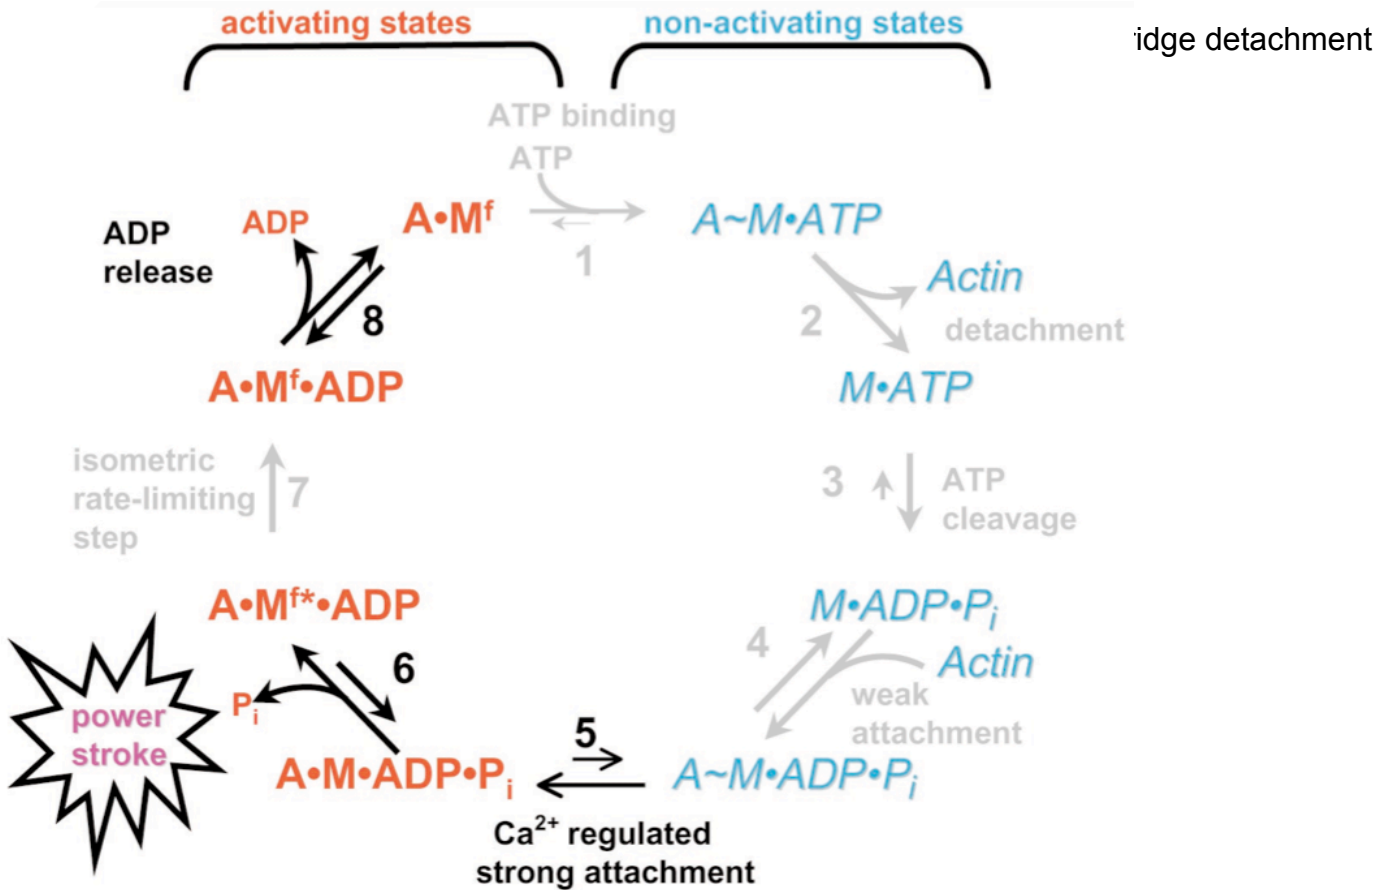 activating states
non-activating states
ridge detachment
ATP binding
ATP
ADP
release
ADP
A•Mᶠ
1
A~M•ATP
Actin
8
2
detachment
A•Mᶠ•ADP
M•ATP
isometric
rate-limiting
step
7
3
ATP
cleavage
A•Mᶠ*•ADP
M•ADP•Pᵢ
6
4
Actin
power
stroke
Pᵢ
weak
attachment
5
A•M•ADP•Pᵢ
A~M•ADP•Pᵢ
Ca²⁺ regulated
strong attachment